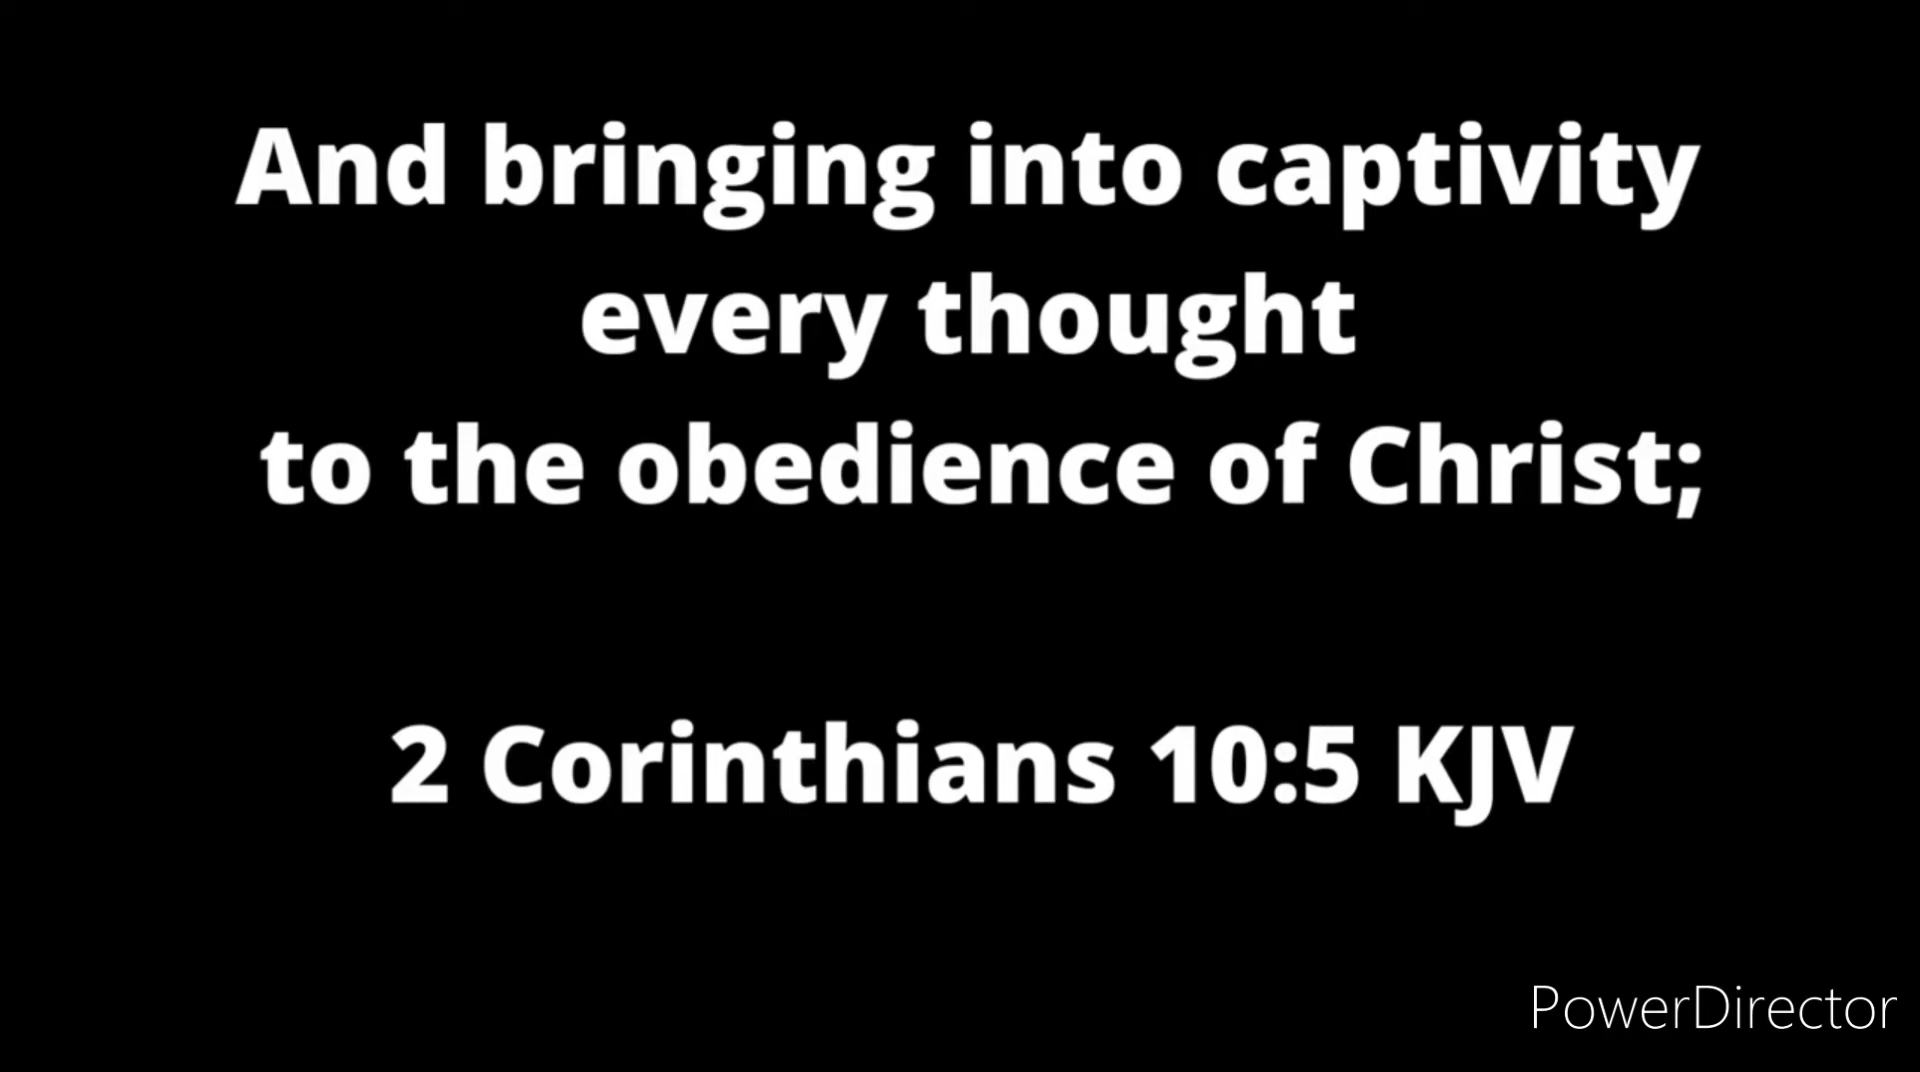 And bringing into captivity
every thought
to the obedience of Christ;
2 Corinthians 10:5 KJV
PowerDirector